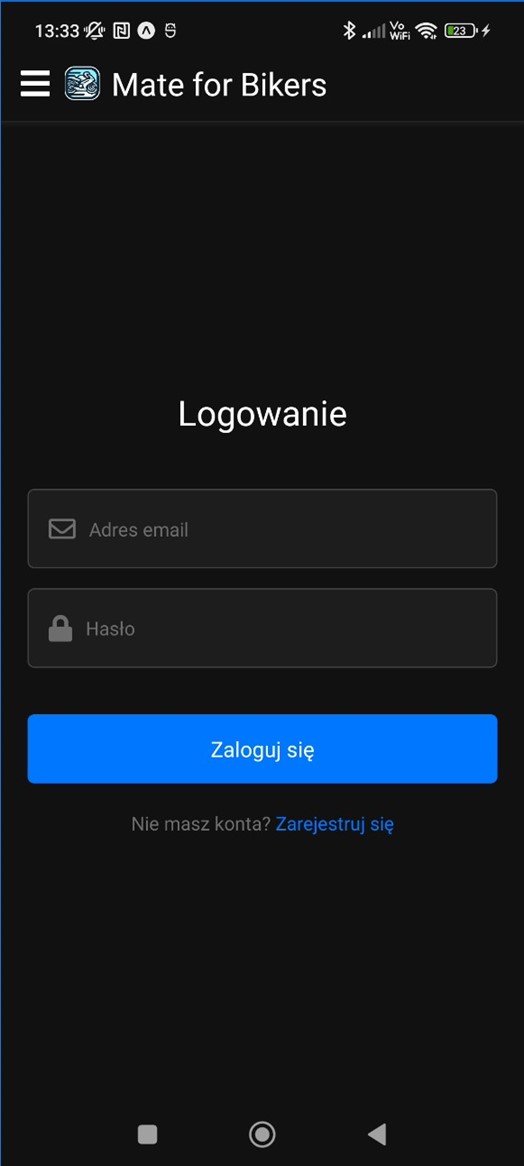 13:33 Vo WiFi 23
Mate for Bikers
Logowanie
Adres email
Hasło
Zaloguj się
Nie masz konta? Zarejestruj się